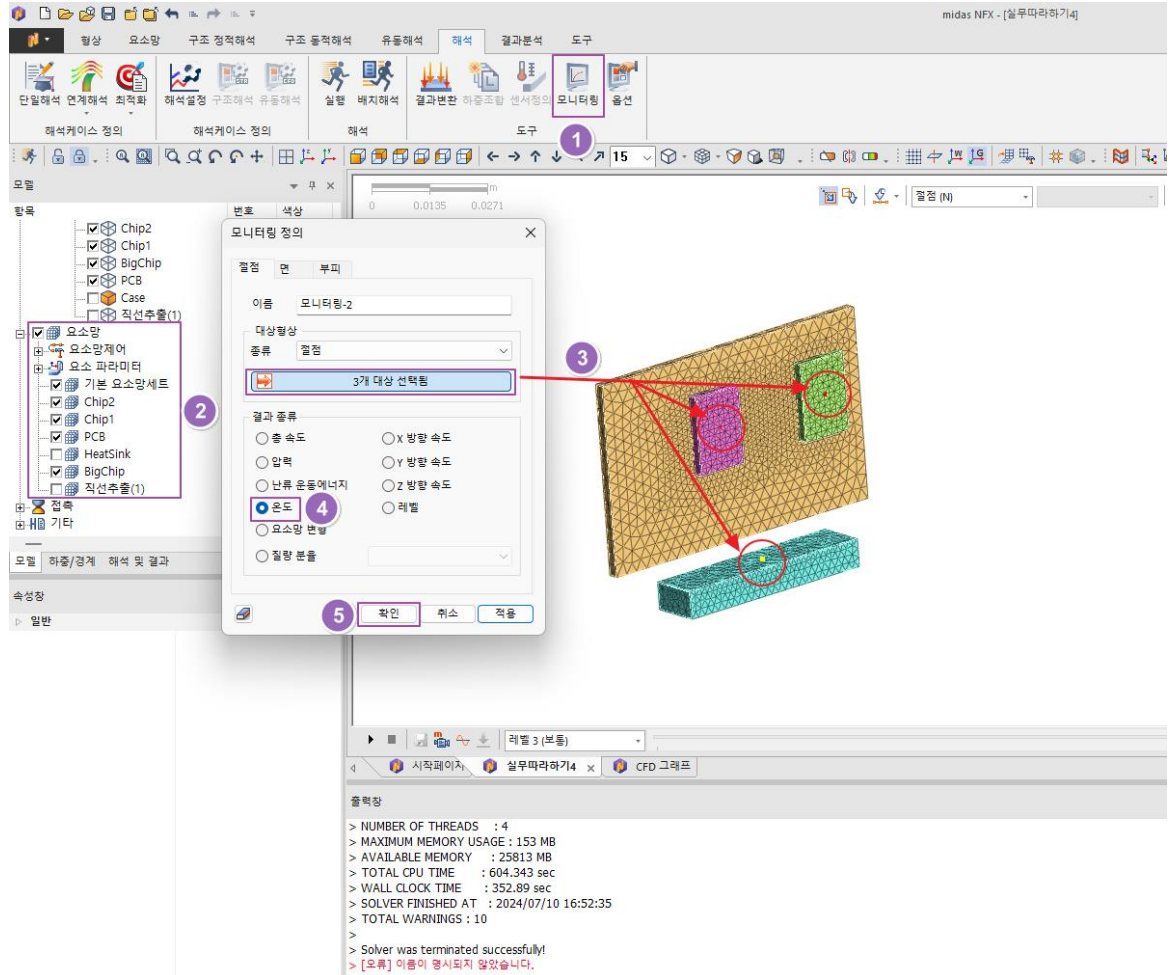 midas NFX - [실무따라하기4]
형상 요소망 구조 정적해석 구조 동적해석 유동해석 해석 결과분석 도구
단일해석 연계해석 최적화 해석설정 구조해석 유동해석 실행 배치해석 결과변환 하중조합 센서정의 모니터링 옵션
해석케이스 정의 해석케이스 정의 해석 도구
1
15
모델
항목 번호 색상
m
0 0.0135 0.0271
절점 (N)
Chip2
Chip1
BigChip
PCB
Case
직선추출(1)
요소망
요소망제어
요소 파라미터
기본 요소망세트
Chip2
Chip1
PCB
HeatSink
BigChip
직선추출(1)
접촉
기타
2
모델 하중/경계 해석 및 결과
속성창
일반
모니터링 정의
절점 면 부피
이름 모니터링-2
대상형상
종류 절점
3개 대상 선택됨
3
결과 종류
총 속도 X 방향 속도
압력 Y 방향 속도
난류 운동에너지 Z 방향 속도
온도 4 레벨
요소망 변형
질량 분율
5 확인 취소 적용
레벨 3 (보통)
시작페이지 실무따라하기4 CFD 그래프
출력창
> NUMBER OF THREADS : 4
> MAXIMUM MEMORY USAGE : 153 MB
> AVAILABLE MEMORY : 25813 MB
> TOTAL CPU TIME : 604.343 sec
> WALL CLOCK TIME : 352.89 sec
> SOLVER FINISHED AT : 2024/07/10 16:52:35
> TOTAL WARNINGS : 10
>
> Solver was terminated successfully!
> [오류] 이름이 명시되지 않았습니다.